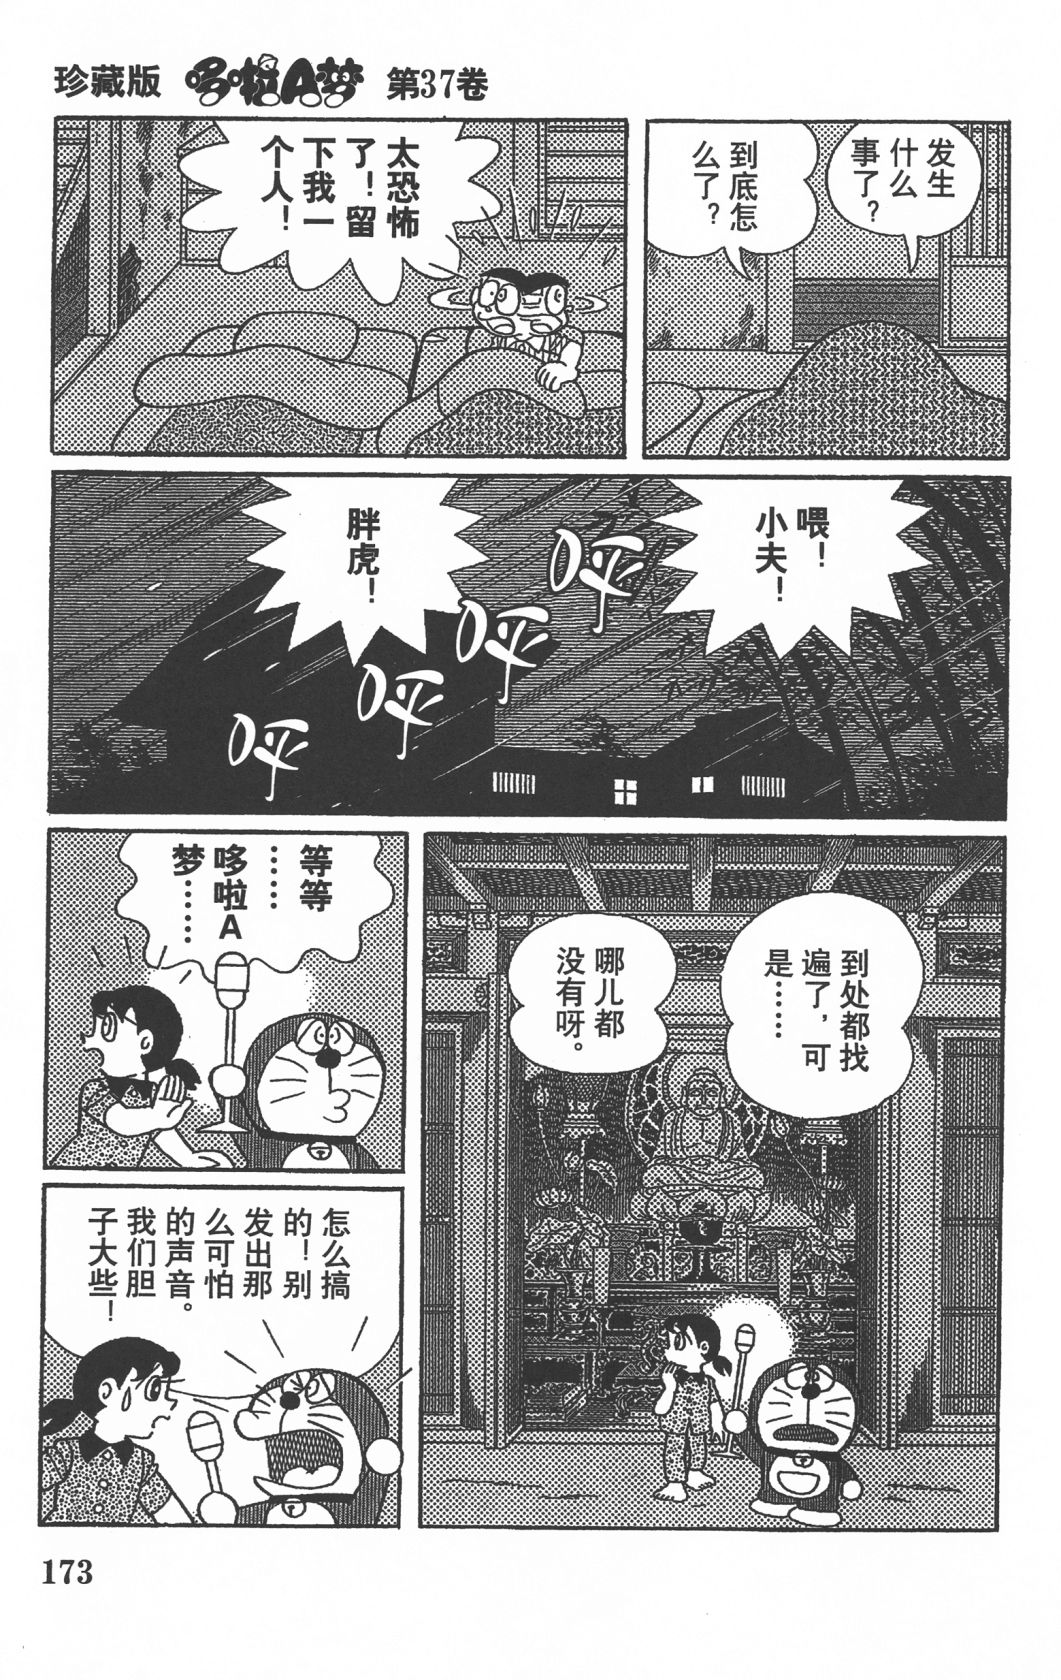 珍藏版 哆啦A梦 第37卷
发生
什么
事了？
到底怎
么了？
太恐怖
了！留
下我一
个人！
喂！
小夫！
胖虎！
呼
呼
呼
呼
到处都找
遍了，可
是……
哪儿都
没有呀。
等等
……
哆啦A
梦……
怎么搞
的！别
发出那
么可怕
的声音。
我们胆
子大些！
173